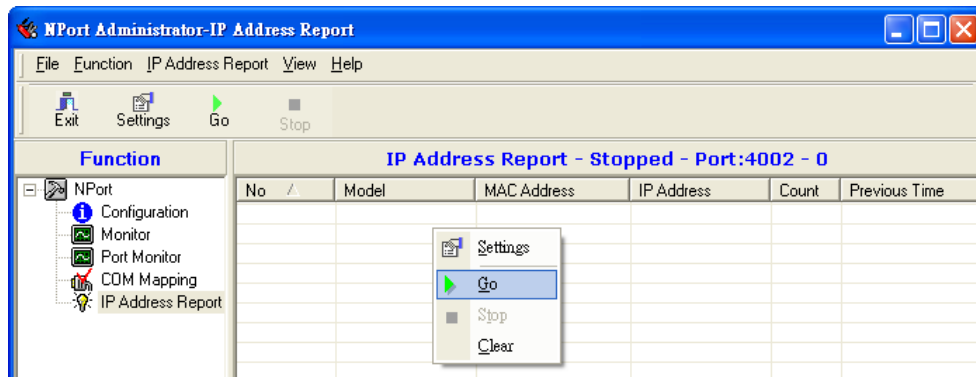 NPort Administrator-IP Address Report
File Function IP Address Report View Help
Exit Settings Go Stop
Function
IP Address Report - Stopped - Port:4002 - 0
NPort
Configuration
Monitor
Port Monitor
COM Mapping
IP Address Report
No Model MAC Address IP Address Count Previous Time
Settings
Go
Stop
Clear